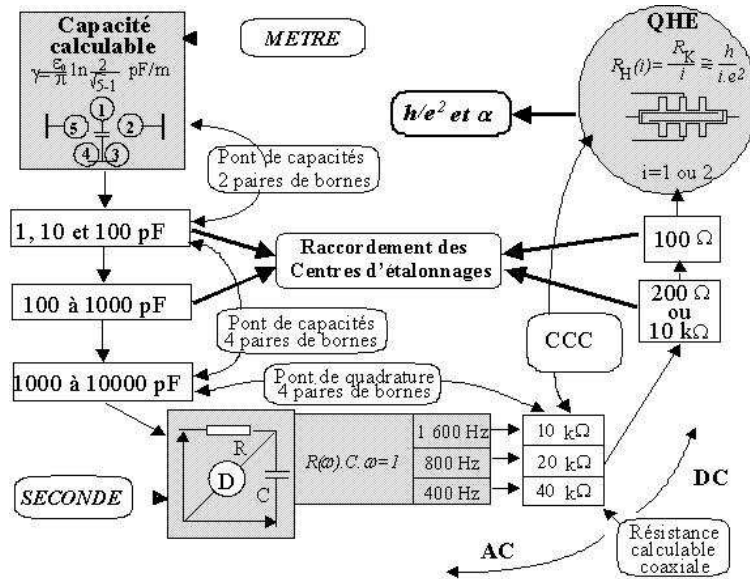 Capacité
calculable
γ=ε₀/π ln 2/√5-1 pF/m
1
5
2
4
3
METRE
QHE
R_H(i)=R_K/i ≅ h/i.e²
i=1 ou 2
h/e² et α
Pont de capacités
2 paires de bornes
1, 10 et 100 pF
Raccordement des
Centres d'étalonnages
100 Ω
200 Ω
ou
10 kΩ
100 à 1000 pF
Pont de capacités
4 paires de bornes
CCC
1000 à 10000 pF
Pont de quadrature
4 paires de bornes
R
D
C
R(ω).C.ω=1
1 600 Hz
10 kΩ
800 Hz
20 kΩ
400 Hz
40 kΩ
SECONDE
DC
AC
Résistance
calculable
coaxiale